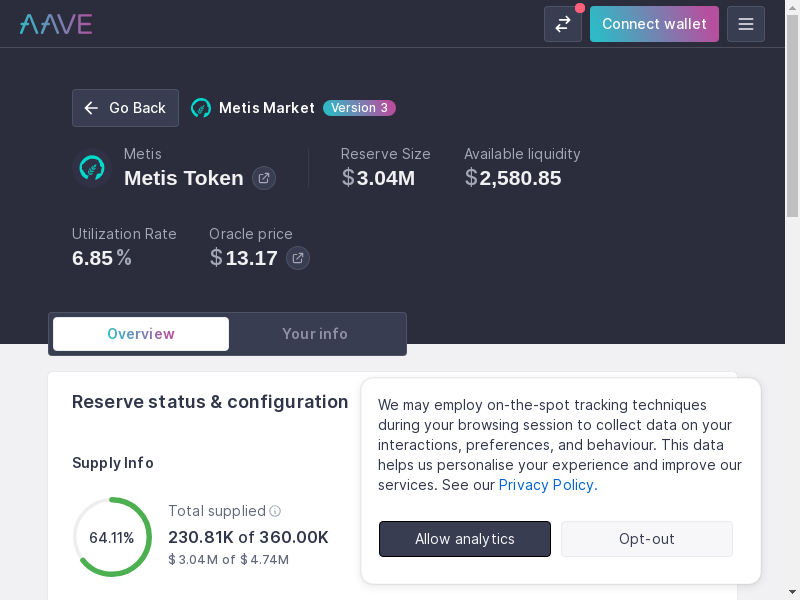 AAVE
Connect wallet
Go Back
Metis Market
Version 3
Metis
Metis Token
Reserve Size
$3.04M
Available liquidity
$2,580.85
Utilization Rate
6.85%
Oracle price
$13.17
Overview
Your info
Reserve status & configuration
Supply Info
64.11%
Total supplied
230.81K of 360.00K
$3.04M of $4.74M
We may employ on-the-spot tracking techniques
during your browsing session to collect data on your
interactions, preferences, and behaviour. This data
helps us personalise your experience and improve our
services. See our Privacy Policy.
Allow analytics
Opt-out